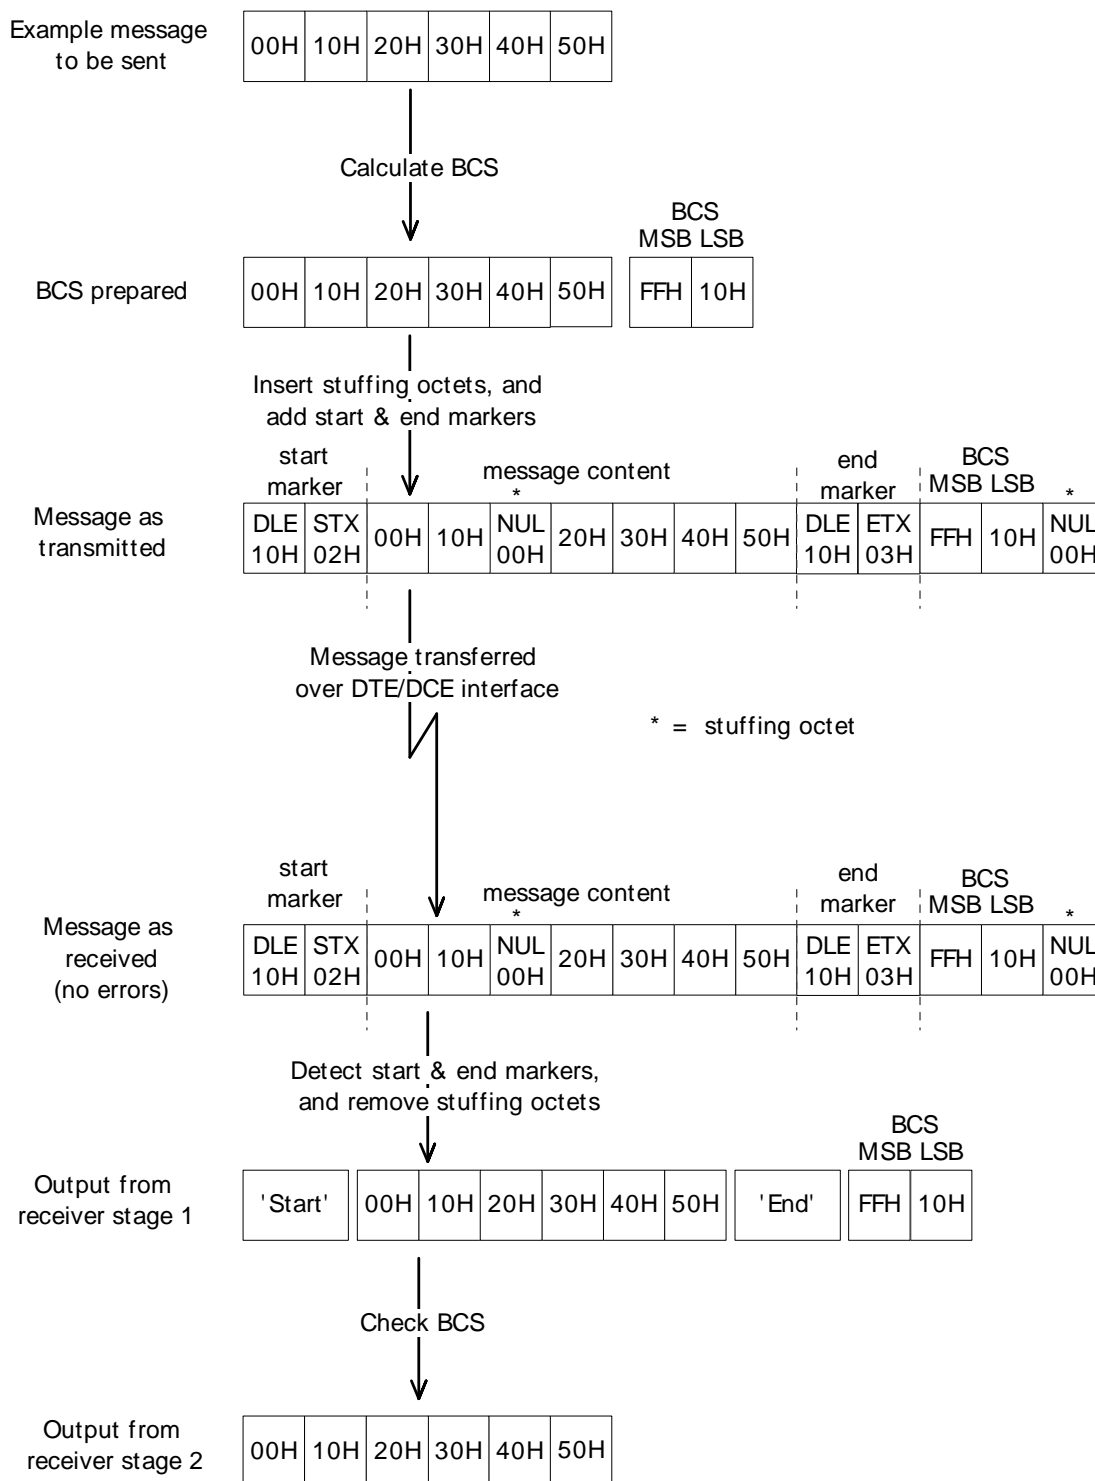 Example message
to be sent
00H 10H 20H 30H 40H 50H
Calculate BCS
BCS
MSB LSB
BCS prepared
00H 10H 20H 30H 40H 50H FFH 10H
Insert stuffing octets, and
add start & end markers
start
marker
message content
end
marker
BCS
MSB LSB
* *
Message as
transmitted
DLE STX 00H 10H NUL 20H 30H 40H 50H DLE ETX FFH 10H NUL
10H 02H 00H 10H 03H 00H
Message transferred
over DTE/DCE interface
* = stuffing octet
start
marker
message content
end
marker
BCS
MSB LSB
* *
Message as
received
(no errors)
DLE STX 00H 10H NUL 20H 30H 40H 50H DLE ETX FFH 10H NUL
10H 02H 00H 10H 03H 00H
Detect start & end markers,
and remove stuffing octets
BCS
MSB LSB
Output from
receiver stage 1
'Start' 00H 10H 20H 30H 40H 50H 'End' FFH 10H
Check BCS
Output from
receiver stage 2
00H 10H 20H 30H 40H 50H